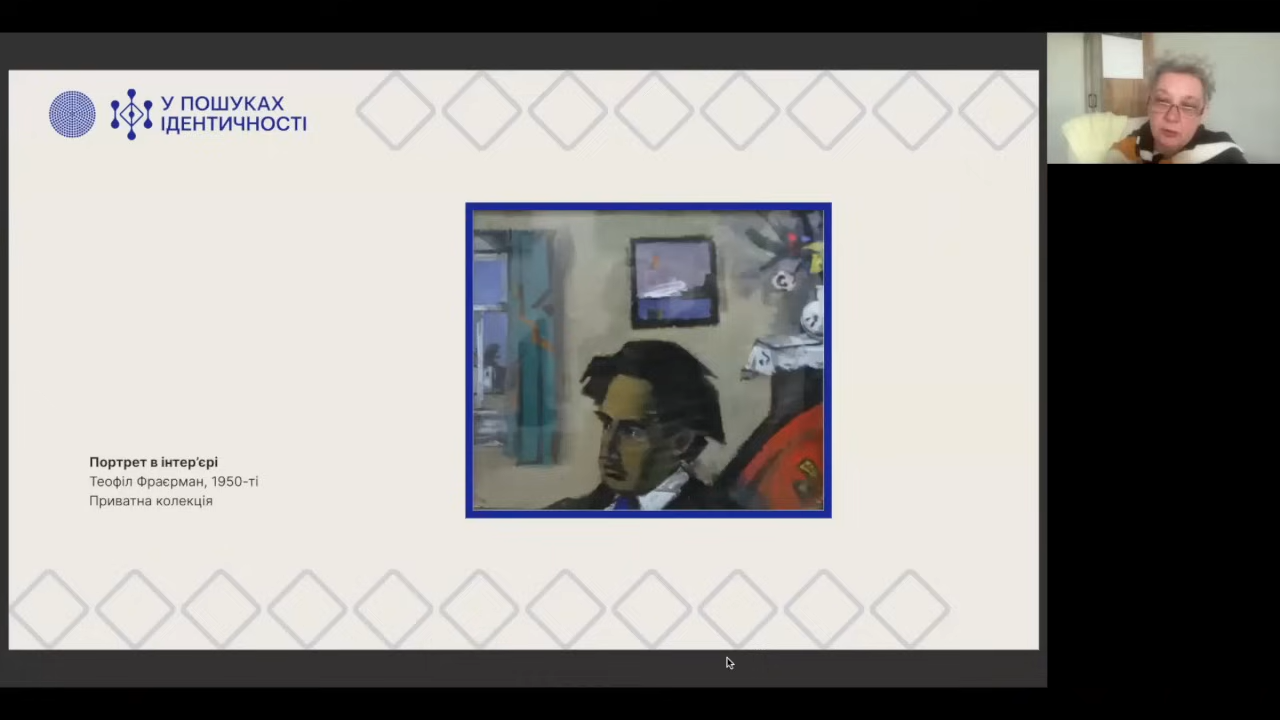 У ПОШУКАХ
ІДЕНТИЧНОСТІ
Портрет в інтер’єрі
Теофіл Фраєрман, 1950-ті
Приватна колекція